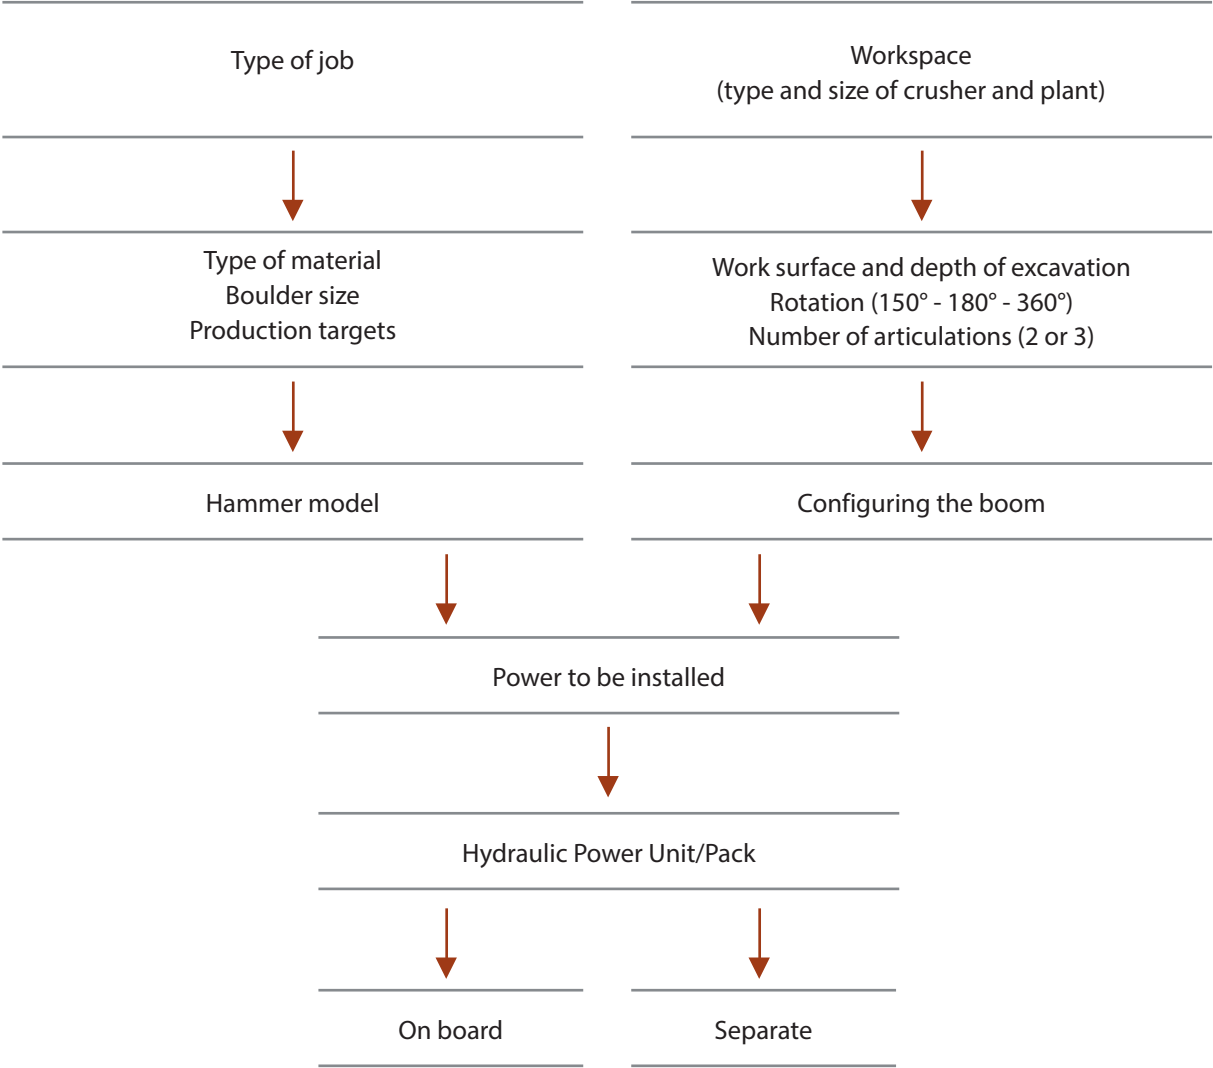 Type of job
Workspace
(type and size of crusher and plant)
Type of material
Boulder size
Production targets
Work surface and depth of excavation
Rotation (150° - 180° - 360°)
Number of articulations (2 or 3)
Hammer model
Configuring the boom
Power to be installed
Hydraulic Power Unit/Pack
On board
Separate